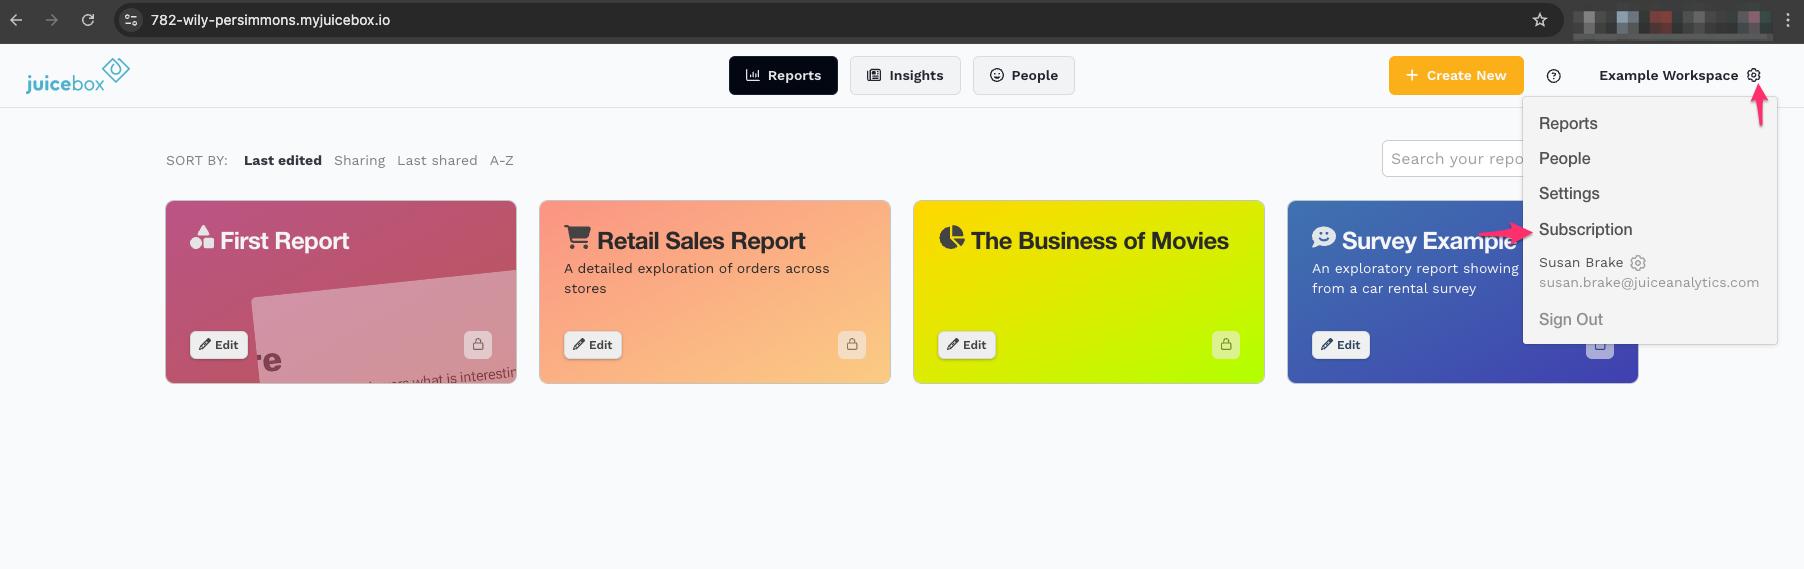 782-wily-persimmons.myjuicebox.io
juicebox
Reports
Insights
People
+ Create New
Example Workspace
Reports
People
Settings
Subscription
Susan Brake
susan.brake@juiceanalytics.com
Sign Out
SORT BY: Last edited Sharing Last shared A-Z
Search your repo
First Report
re
what is interestin
Edit
Retail Sales Report
A detailed exploration of orders across
stores
Edit
The Business of Movies
Edit
Survey Example
An exploratory report showing
from a car rental survey
Edit